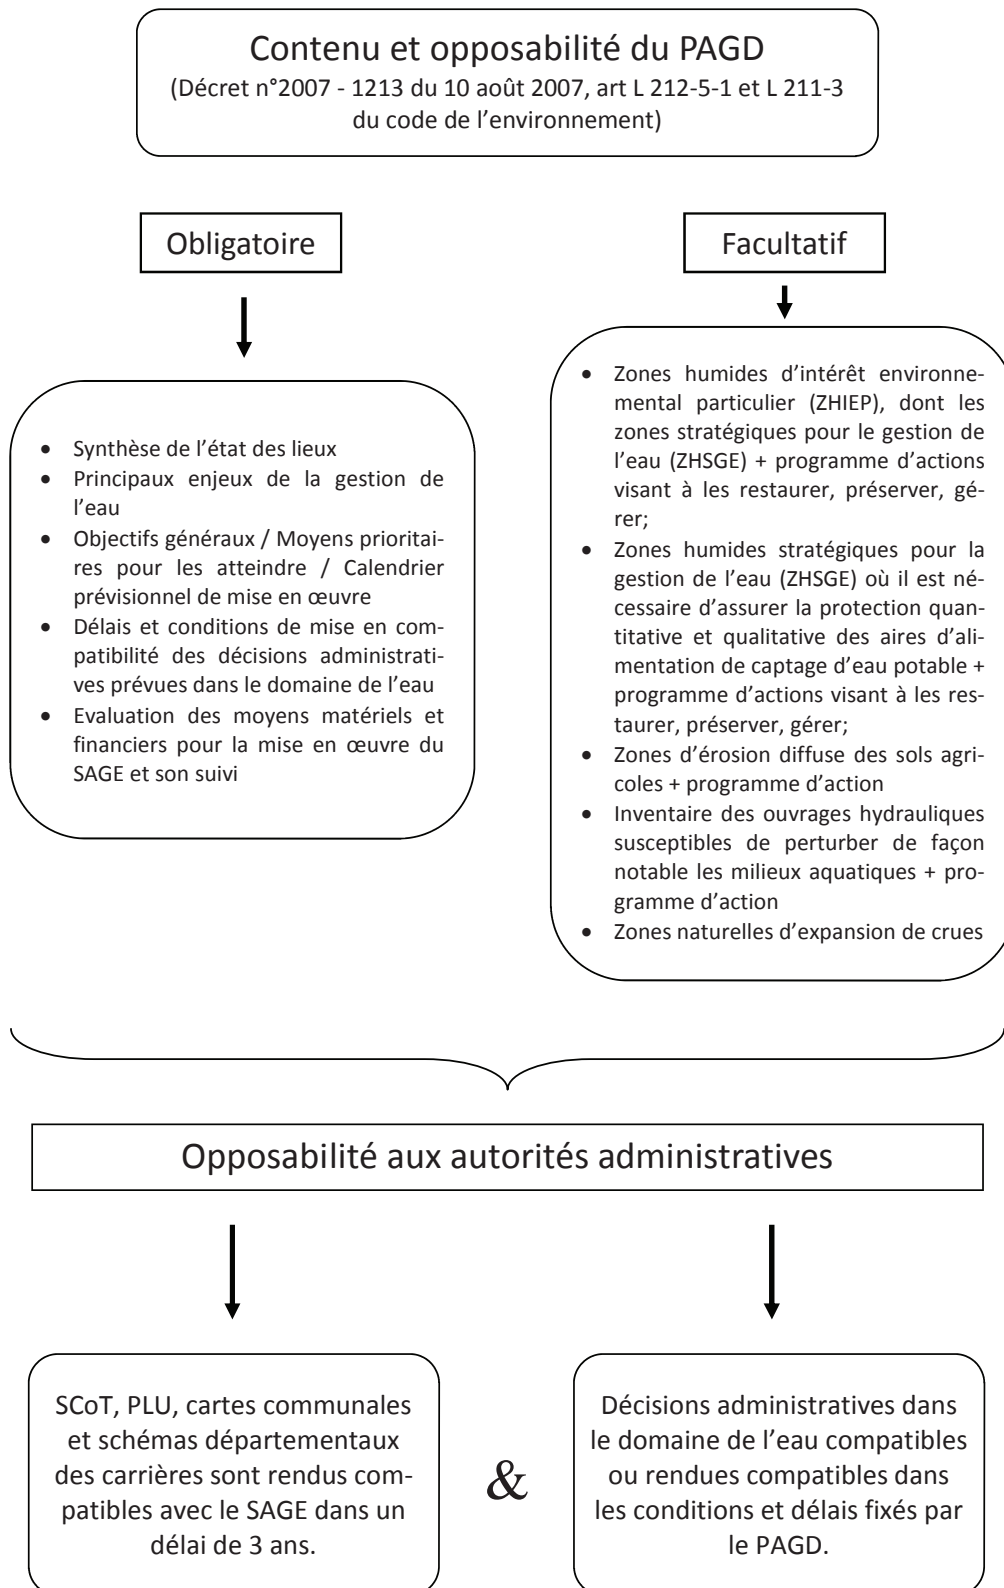 Contenu et opposabilité du PAGD
(Décret n°2007 - 1213 du 10 août 2007, art L 212-5-1 et L 211-3
du code de l’environnement)
Obligatoire
• Synthèse de l’état des lieux
• Principaux enjeux de la gestion de
l’eau
• Objectifs généraux / Moyens prioritai-
res pour les atteindre / Calendrier
prévisionnel de mise en œuvre
• Délais et conditions de mise en com-
patibilité des décisions administrati-
ves prévues dans le domaine de l’eau
• Evaluation des moyens matériels et
financiers pour la mise en œuvre du
SAGE et son suivi
Facultatif
• Zones humides d’intérêt environne-
mental particulier (ZHIEP), dont les
zones stratégiques pour le gestion de
l’eau (ZHSGE) + programme d’actions
visant à les restaurer, préserver, gé-
rer;
• Zones humides stratégiques pour la
gestion de l’eau (ZHSGE) où il est né-
cessaire d’assurer la protection quan-
titative et qualitative des aires d’ali-
mentation de captage d’eau potable +
programme d’actions visant à les res-
taurer, préserver, gérer;
• Zones d’érosion diffuse des sols agri-
coles + programme d’action
• Inventaire des ouvrages hydrauliques
susceptibles de perturber de façon
notable les milieux aquatiques + pro-
gramme d’action
• Zones naturelles d’expansion de crues
Opposabilité aux autorités administratives
SCoT, PLU, cartes communales
et schémas départementaux
des carrières sont rendus com-
patibles avec le SAGE dans un
délai de 3 ans.
&
Décisions administratives dans
le domaine de l’eau compatibles
ou rendues compatibles dans
les conditions et délais fixés par
le PAGD.